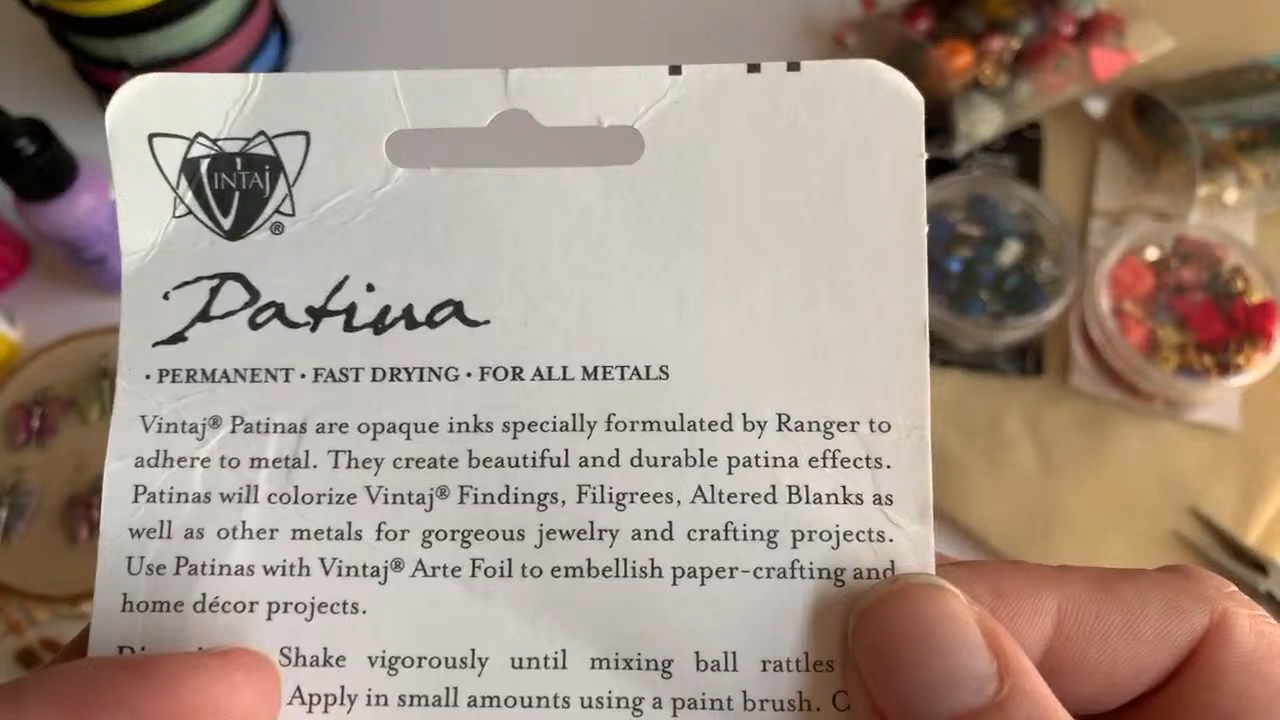 VINTAJ
®
Patina
· PERMANENT · FAST DRYING · FOR ALL METALS
Vintaj® Patinas are opaque inks specially formulated by Ranger to
adhere to metal. They create beautiful and durable patina effects.
Patinas will colorize Vintaj® Findings, Filigrees, Altered Blanks as
well as other metals for gorgeous jewelry and crafting projects.
Use Patinas with Vintaj® Arte Foil to embellish paper-crafting and
home décor projects.
Shake vigorously until mixing ball rattles
Apply in small amounts using a paint brush.